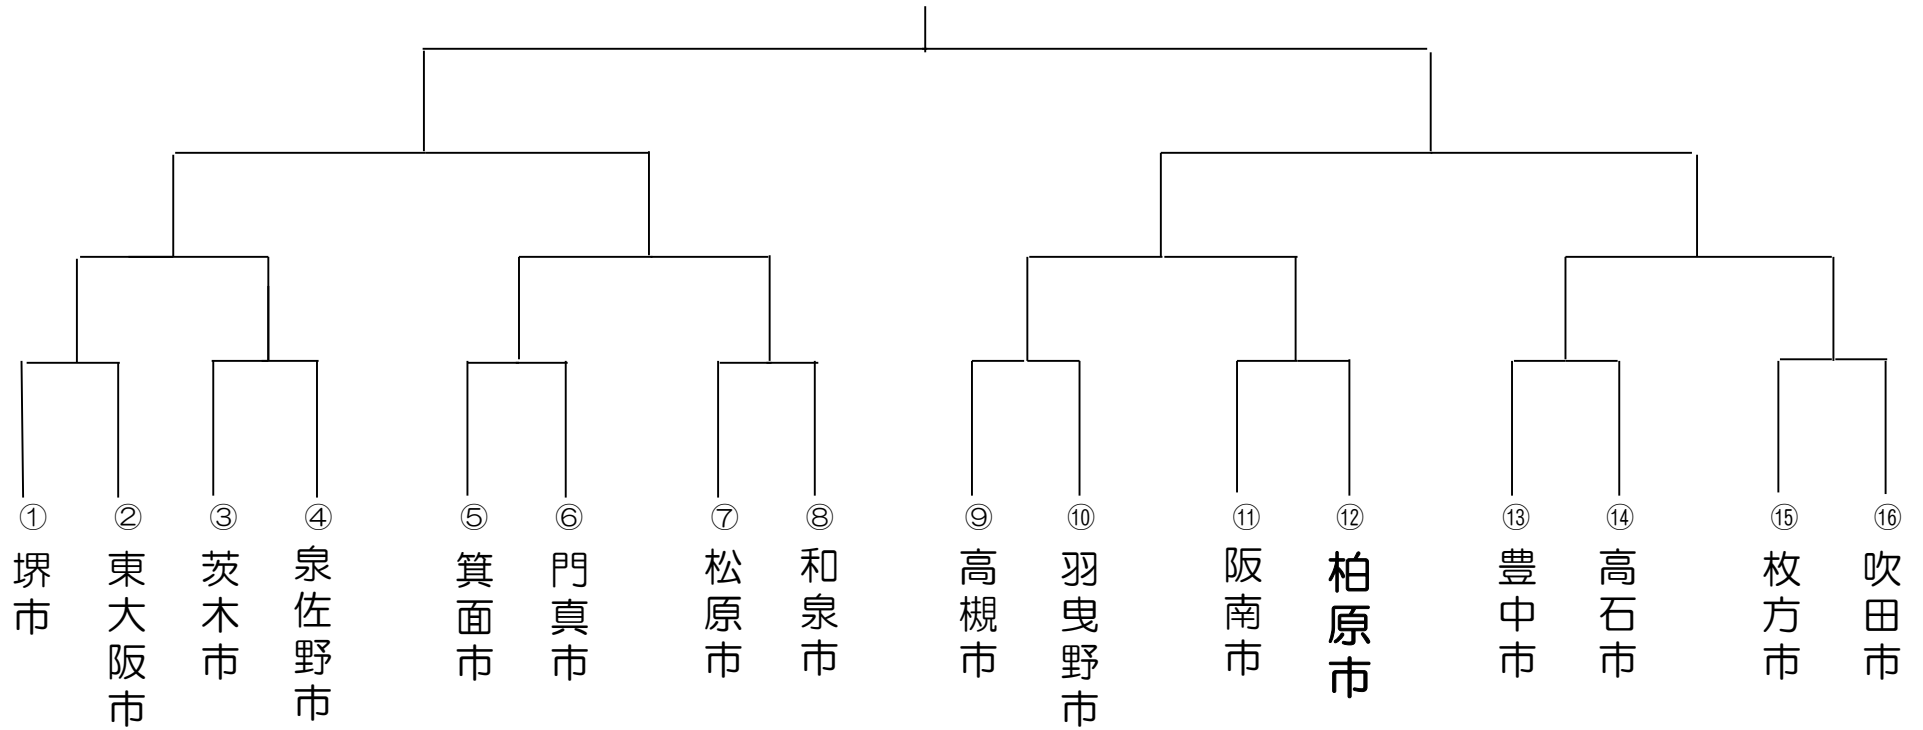 ①
堺市
②
東大阪市
③
茨木市
④
泉佐野市
⑤
箕面市
⑥
門真市
⑦
松原市
⑧
和泉市
⑨
高槻市
⑩
羽曳野市
⑪
阪南市
⑫
柏原市
⑬
豊中市
⑭
高石市
⑮
枚方市
⑯
吹田市